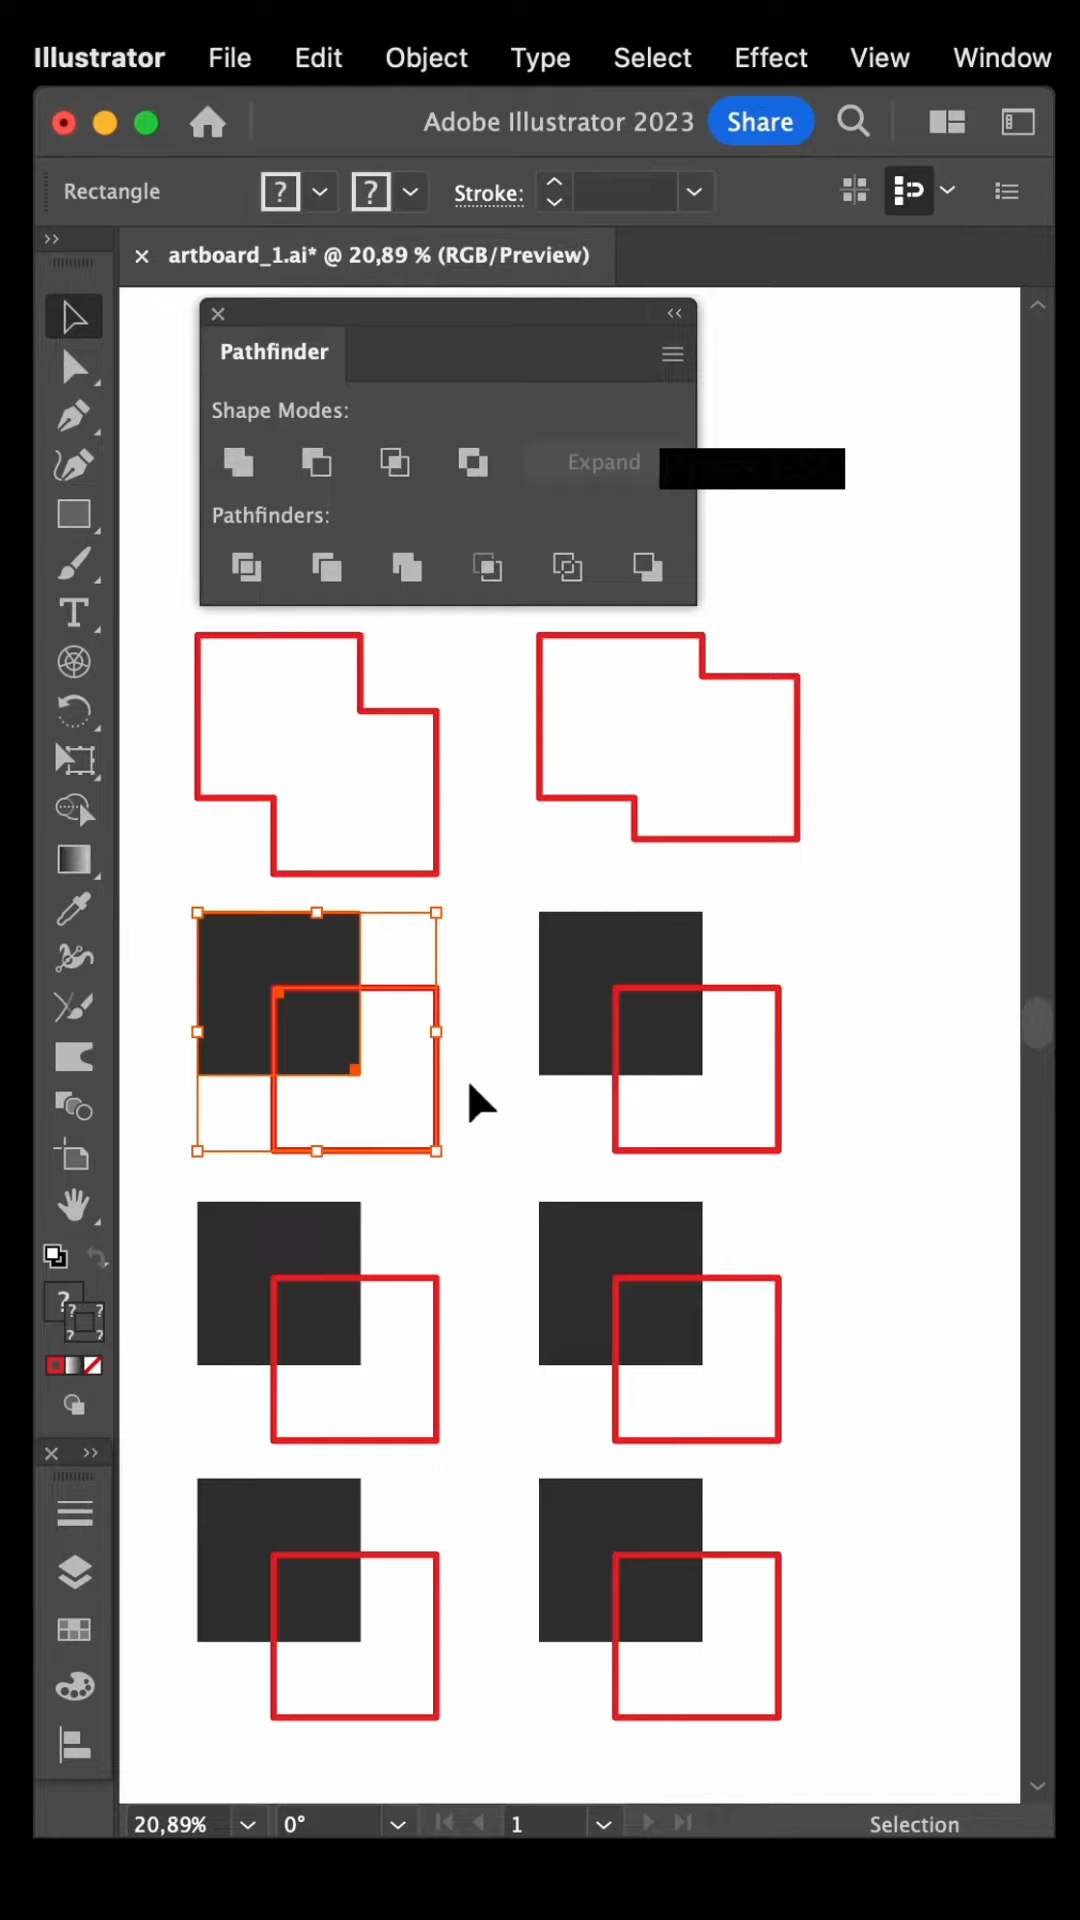 Illustrator File Edit Object Type Select Effect View Window
Adobe Illustrator 2023 Share
Rectangle ? ? Stroke:
artboard_1.ai* @ 20,89 % (RGB/Preview)
Pathfinder
Shape Modes:
Expand
Pathfinders:
T
?
? ?
? ?
20,89% 0° 1 Selection